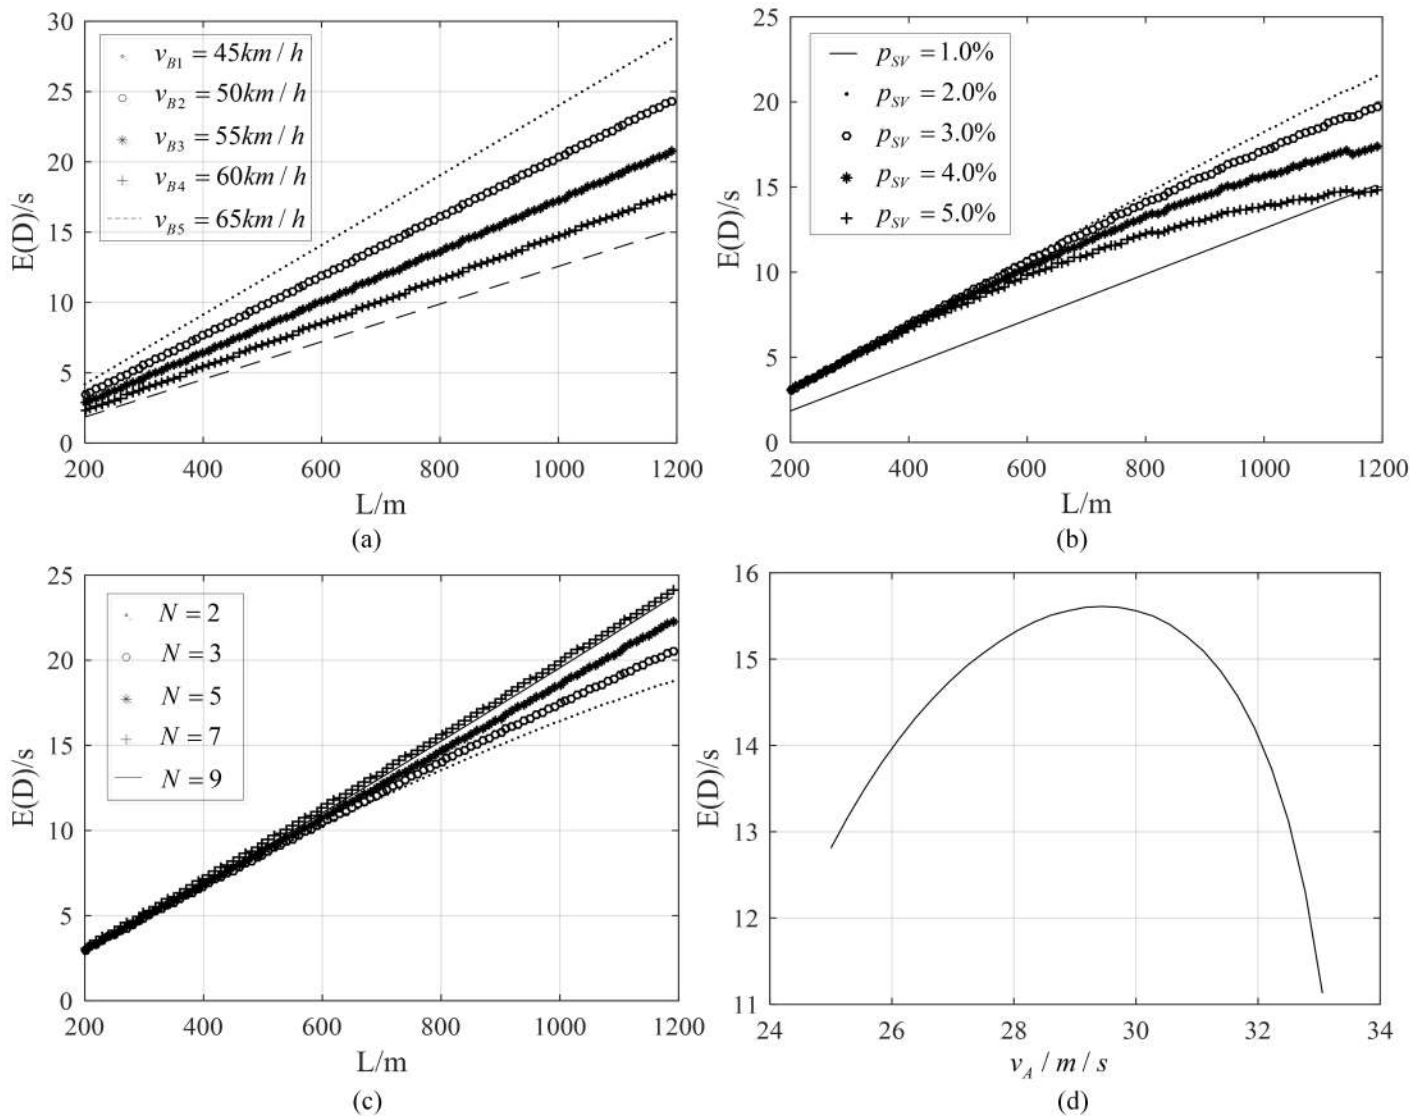 30
25
20
15
10
5
0
E(D)/s
v_{B1} = 45km / h
v_{B2} = 50km / h
v_{B3} = 55km / h
v_{B4} = 60km / h
v_{B5} = 65km / h
200 400 600 800 1000 1200
L/m
(a)
25
20
15
10
5
0
E(D)/s
p_{SV} = 1.0%
p_{SV} = 2.0%
p_{SV} = 3.0%
p_{SV} = 4.0%
p_{SV} = 5.0%
200 400 600 800 1000 1200
L/m
(b)
25
20
15
10
5
0
E(D)/s
N = 2
N = 3
N = 5
N = 7
N = 9
200 400 600 800 1000 1200
L/m
(c)
16
15
14
13
12
11
E(D)/s
24 26 28 30 32 34
v_A / m / s
(d)